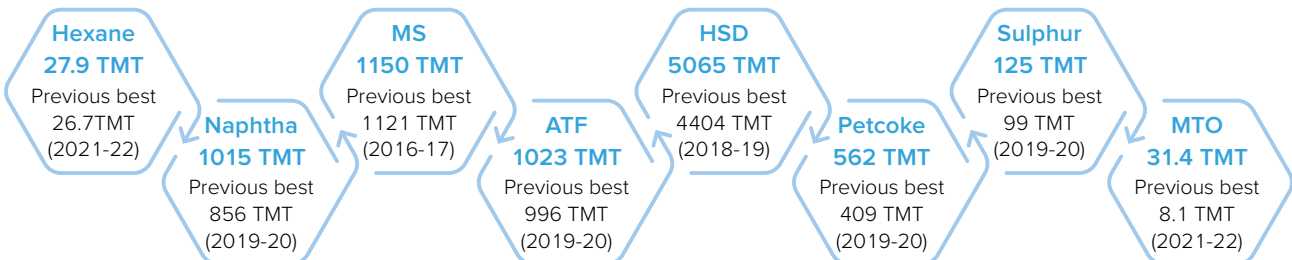 Hexane
27.9 TMT
Previous best
26.7TMT
(2021-22)
Naphtha
1015 TMT
Previous best
856 TMT
(2019-20)
MS
1150 TMT
Previous best
1121 TMT
(2016-17)
ATF
1023 TMT
Previous best
996 TMT
(2019-20)
HSD
5065 TMT
Previous best
4404 TMT
(2018-19)
Petcoke
562 TMT
Previous best
409 TMT
(2019-20)
Sulphur
125 TMT
Previous best
99 TMT
(2019-20)
MTO
31.4 TMT
Previous best
8.1 TMT
(2021-22)